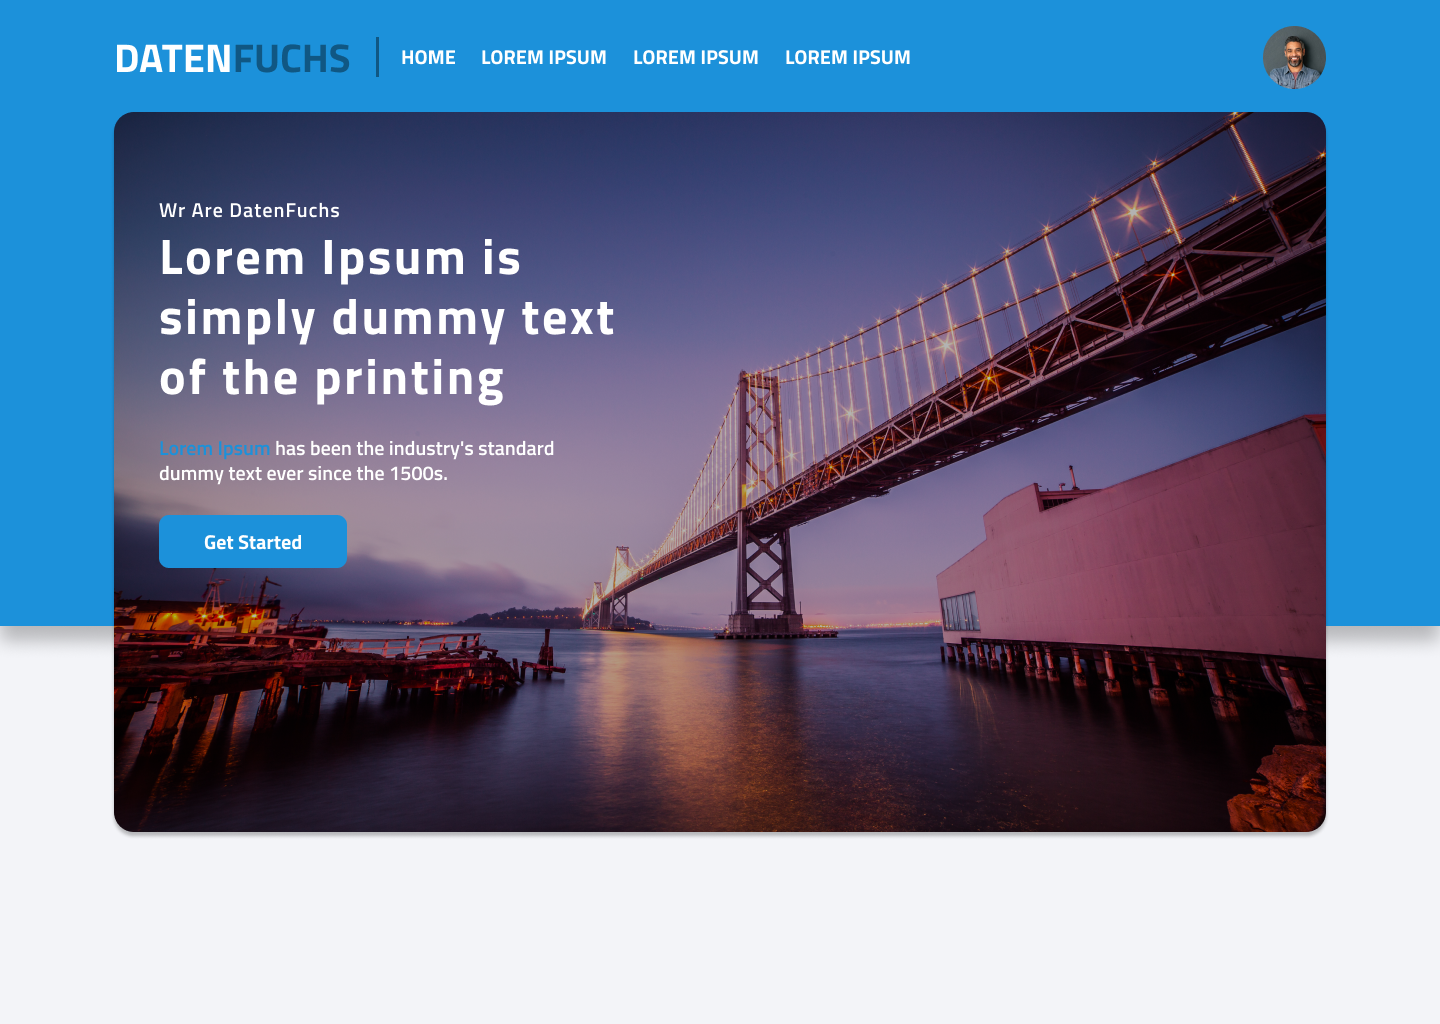 DATENFUCHS
HOME LOREM IPSUM LOREM IPSUM LOREM IPSUM
Wr Are DatenFuchs
Lorem Ipsum is
simply dummy text
of the printing
Lorem Ipsum has been the industry's standard
dummy text ever since the 1500s.
Get Started